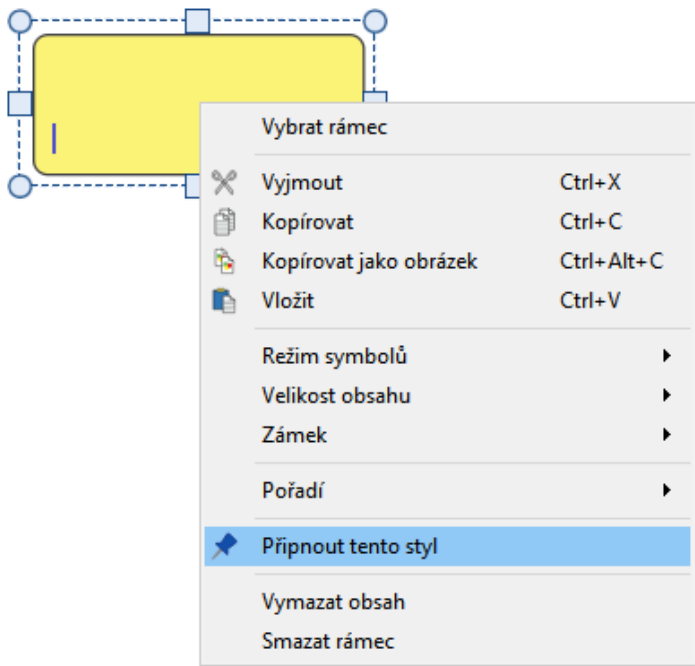 Vybrat rámec
Vyjmout Ctrl+X
Kopírovat Ctrl+C
Kopírovat jako obrázek Ctrl+Alt+C
Vložit Ctrl+V
Režim symbolů
Velikost obsahu
Zámek
Pořadí
Připnout tento styl
Vymazat obsah
Smazat rámec